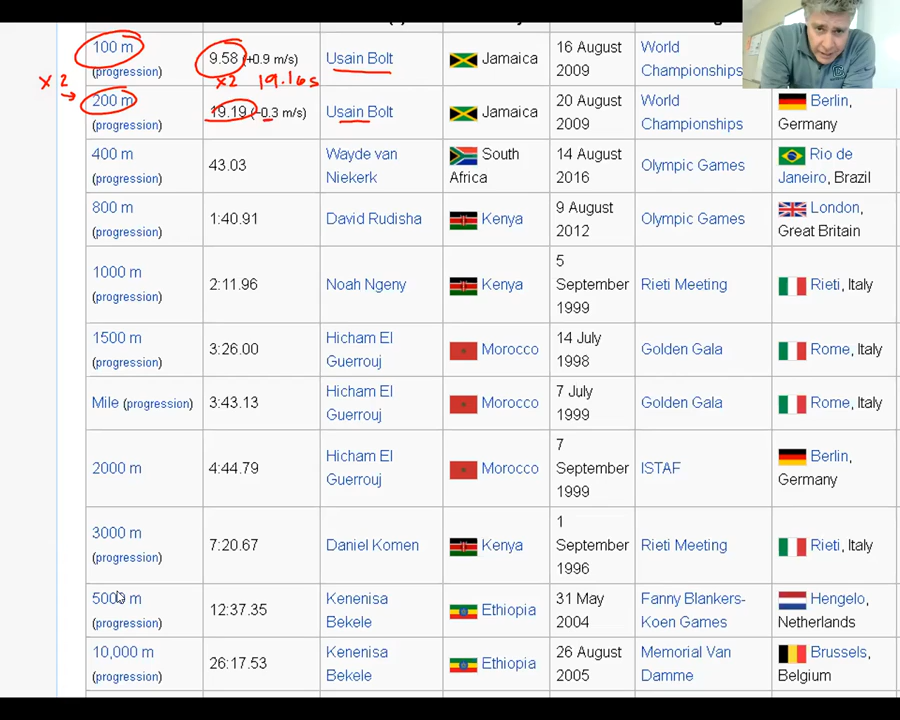 100 m 9.58 (+0.9 m/s) Usain Bolt Jamaica 16 August World
(progression) 2009 Championships
x2 x2 19.16s
→
200 m 19.19 (−0.3 m/s) Usain Bolt Jamaica 20 August World Berlin,
(progression) 2009 Championships Germany
400 m 43.03 Wayde van South 14 August Olympic Games Rio de
(progression) Niekerk Africa 2016 Janeiro, Brazil
800 m 1:40.91 David Rudisha Kenya 9 August Olympic Games London,
(progression) 2012 Great Britain
1000 m 2:11.96 Noah Ngeny Kenya 5 Rieti Meeting Rieti, Italy
(progression) September
1999
1500 m 3:26.00 Hicham El Morocco 14 July Golden Gala Rome, Italy
(progression) Guerrouj 1998
Mile (progression) 3:43.13 Hicham El Morocco 7 July Golden Gala Rome, Italy
Guerrouj 1999
2000 m 4:44.79 Hicham El Morocco 7 ISTAF Berlin,
Guerrouj September Germany
1999
3000 m 7:20.67 Daniel Komen Kenya 1 Rieti Meeting Rieti, Italy
(progression) September
1996
5000 m 12:37.35 Kenenisa Ethiopia 31 May Fanny Blankers- Hengelo,
(progression) Bekele 2004 Koen Games Netherlands
10,000 m 26:17.53 Kenenisa Ethiopia 26 August Memorial Van Brussels,
(progression) Bekele 2005 Damme Belgium